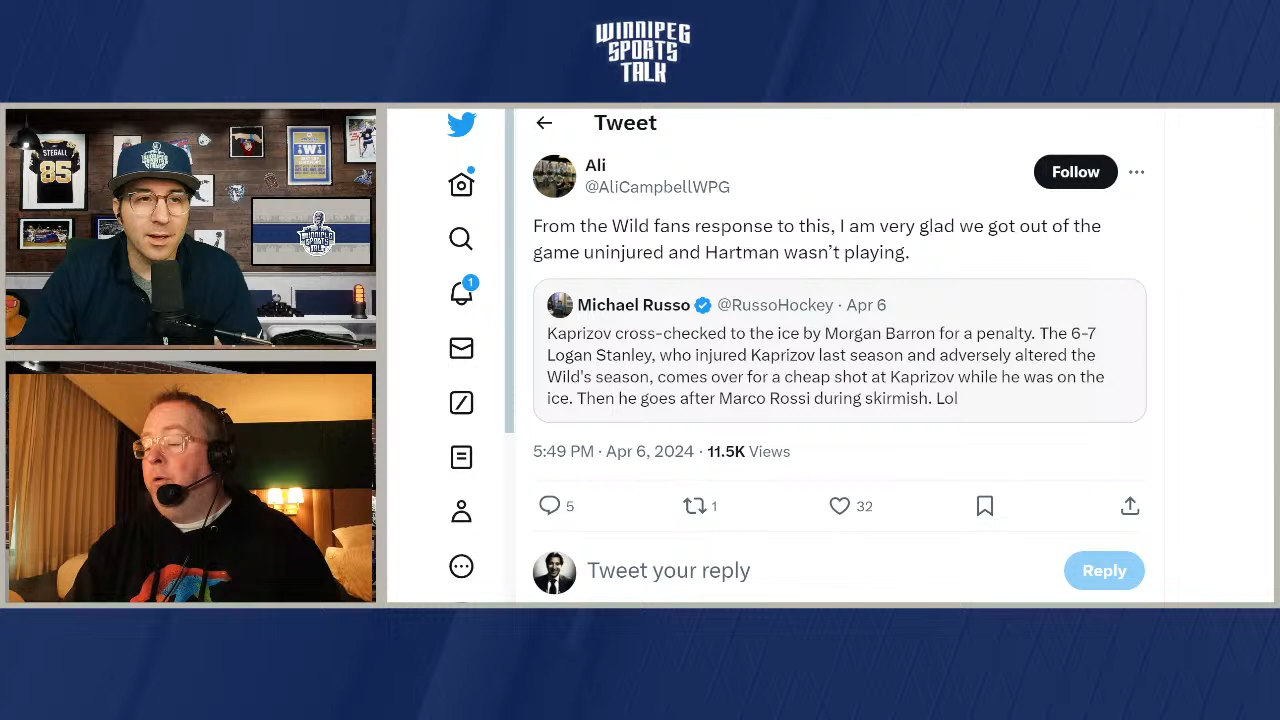 WINNIPEG
SPORTS
TALK
STEGALL
85
W
WINNIPEG
SPORTS
TALK
Tweet
Ali
@AliCampbellWPG
Follow
From the Wild fans response to this, I am very glad we got out of the
game uninjured and Hartman wasn’t playing.
Michael Russo @RussoHockey · Apr 6
Kaprizov cross-checked to the ice by Morgan Barron for a penalty. The 6-7
Logan Stanley, who injured Kaprizov last season and adversely altered the
Wild's season, comes over for a cheap shot at Kaprizov while he was on the
ice. Then he goes after Marco Rossi during skirmish. Lol
5:49 PM · Apr 6, 2024 · 11.5K Views
5
1
32
Tweet your reply
Reply
1